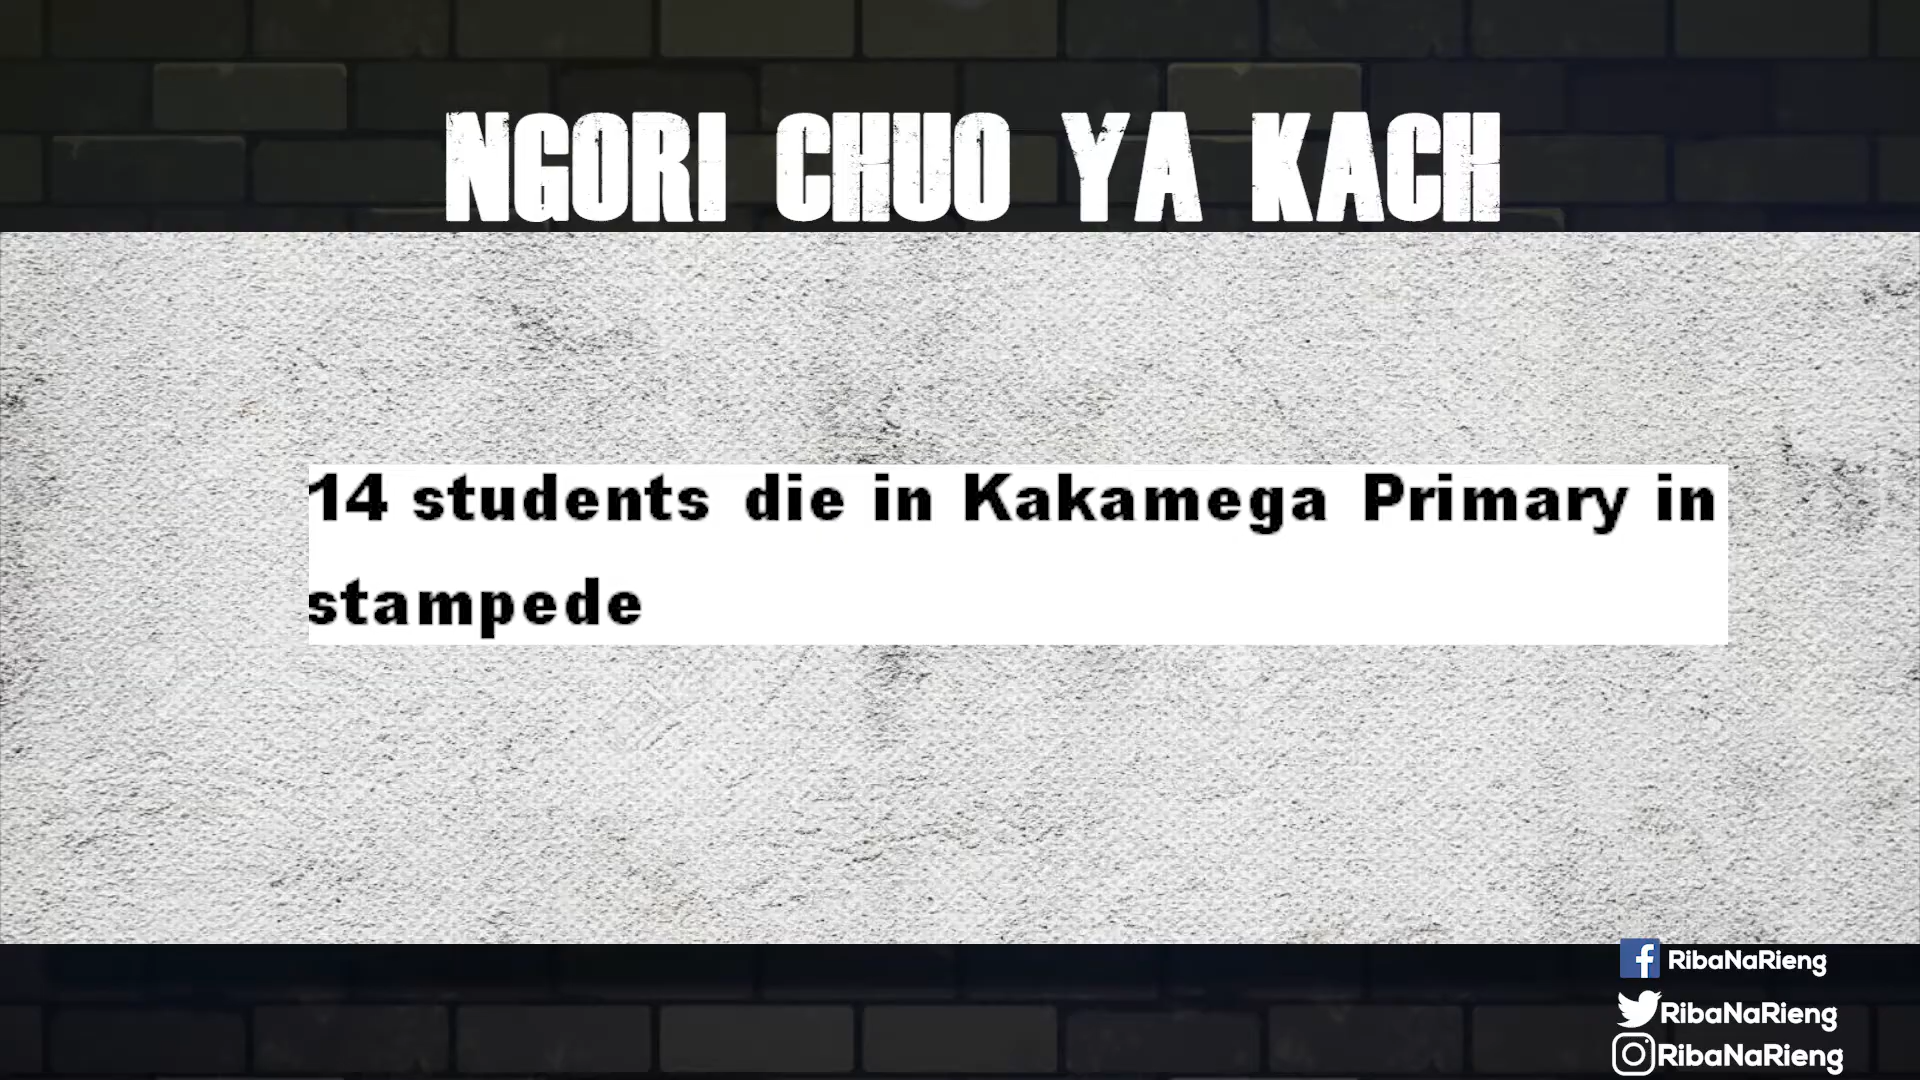 NGORI CHUO YA KACH
14 students die in Kakamega Primary in
stampede
RibaNaRieng
RibaNaRieng
RibaNaRieng